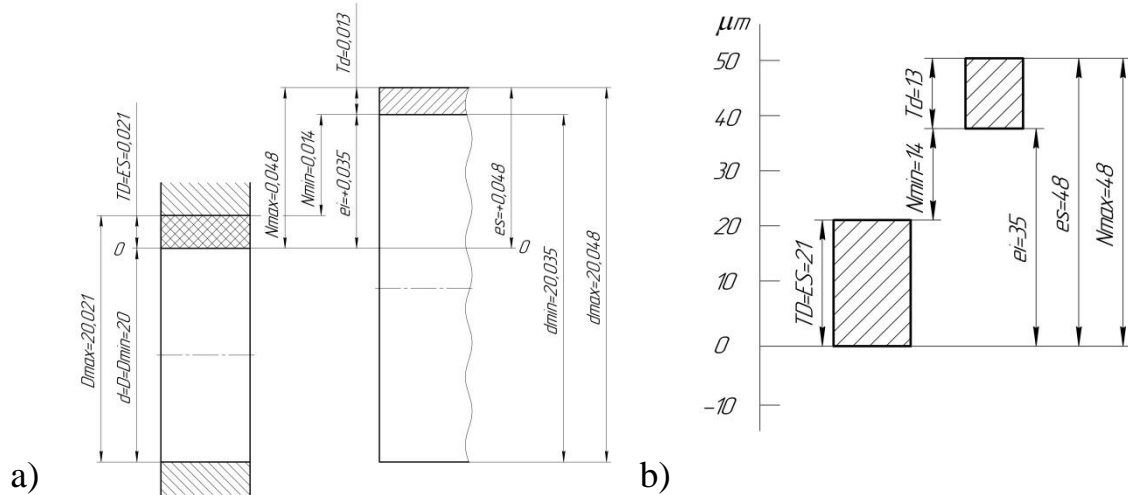 TD=ES=0,021
0
Dmax=20,021
d=D=Dmin=20
Td=0,013
Nmax=0,048
Nmin=0,014
ei=+0,035
es=+0,048
0
dmin=20,035
dmax=20,048
a)
μm
50
40
30
20
10
0
–10
TD=ES=21
Td=13
Nmin=14
ei=35
es=48
Nmax=48
b)